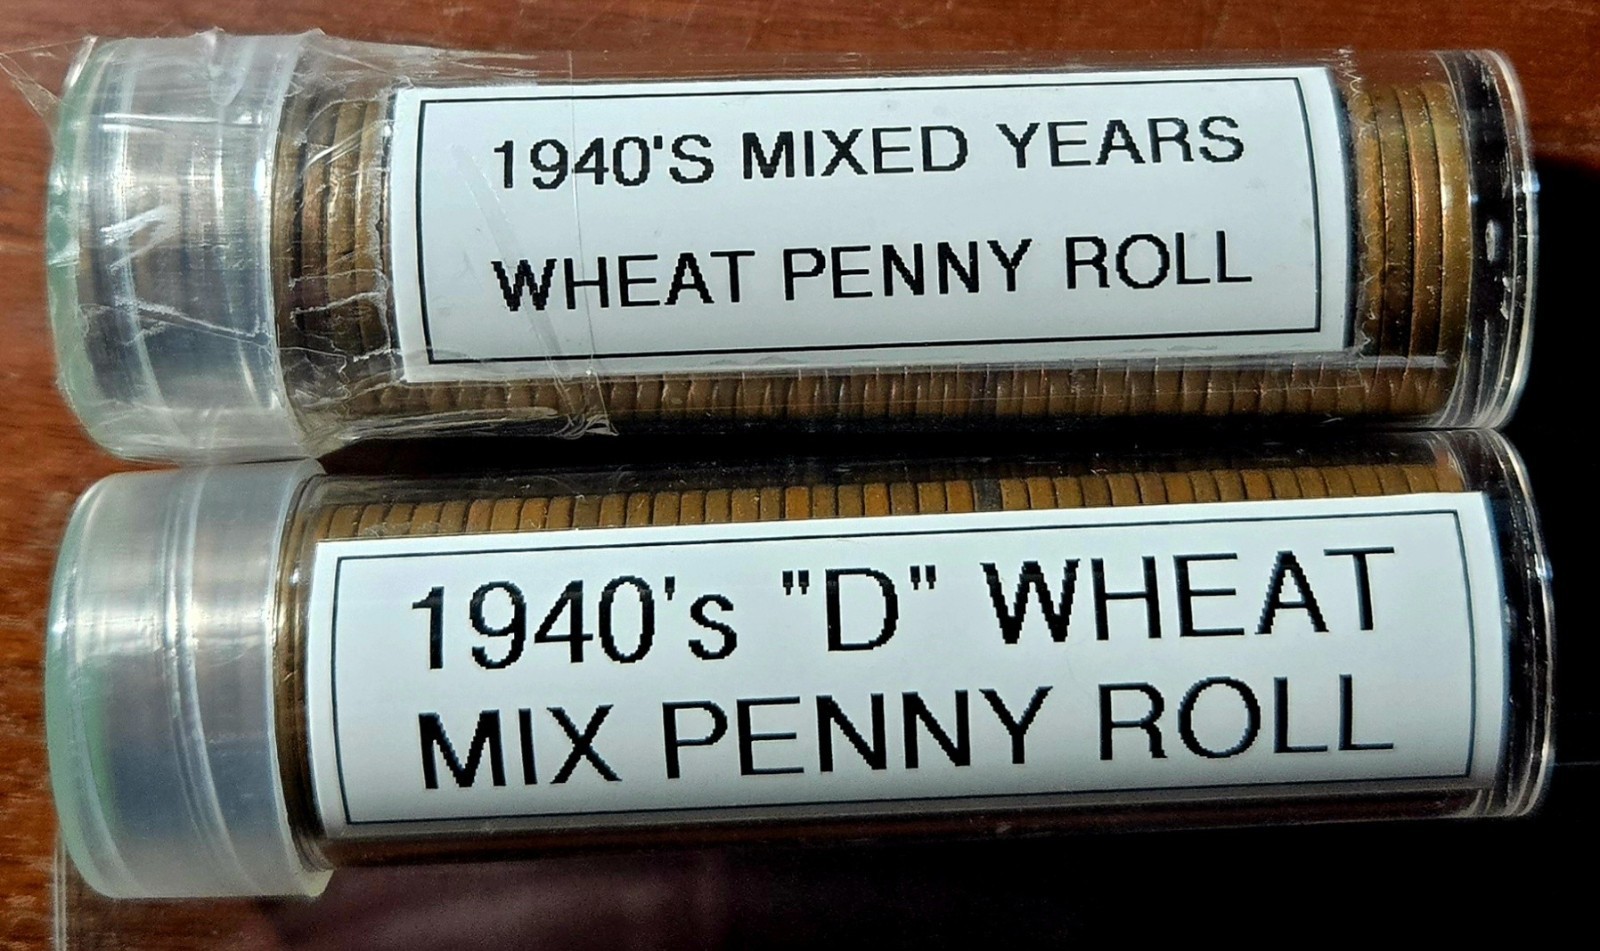 1940'S MIXED YEARS
WHEAT PENNY ROLL
1940's "D" WHEAT
MIX PENNY ROLL